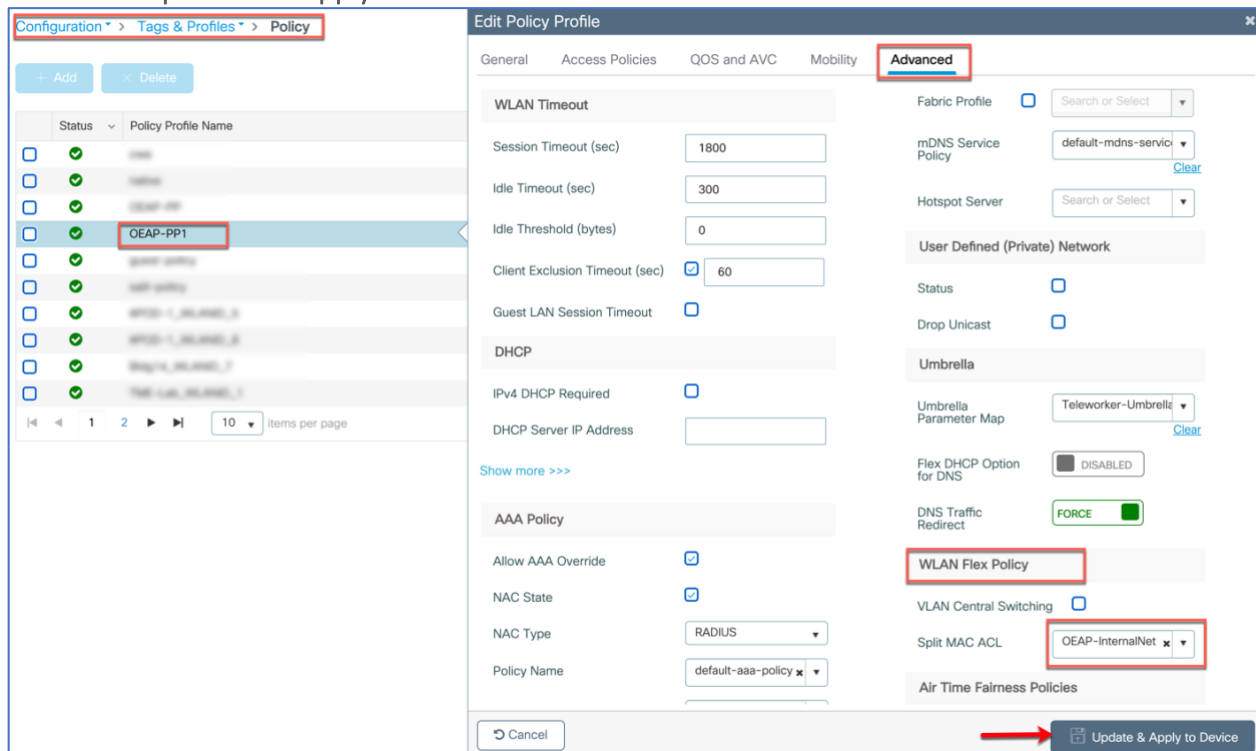 Configuration > Tags & Profiles > Policy
+ Add
× Delete
Status
Policy Profile Name
OEAP-PP1
1 2 10 items per page
Edit Policy Profile
General Access Policies QOS and AVC Mobility Advanced
WLAN Timeout
Session Timeout (sec) 1800
Idle Timeout (sec) 300
Idle Threshold (bytes) 0
Client Exclusion Timeout (sec) 60
Guest LAN Session Timeout
DHCP
IPv4 DHCP Required
DHCP Server IP Address
Show more >>>
AAA Policy
Allow AAA Override
NAC State
NAC Type RADIUS
Policy Name default-aaa-policy
Fabric Profile Search or Select
mDNS Service
Policy
default-mdns-servic
Clear
Hotspot Server Search or Select
User Defined (Private) Network
Status
Drop Unicast
Umbrella
Umbrella
Parameter Map
Teleworker-Umbrella
Clear
Flex DHCP Option
for DNS
DISABLED
DNS Traffic
Redirect
FORCE
WLAN Flex Policy
VLAN Central Switching
Split MAC ACL OEAP-InternalNet
Air Time Fairness Policies
Cancel
Update & Apply to Device